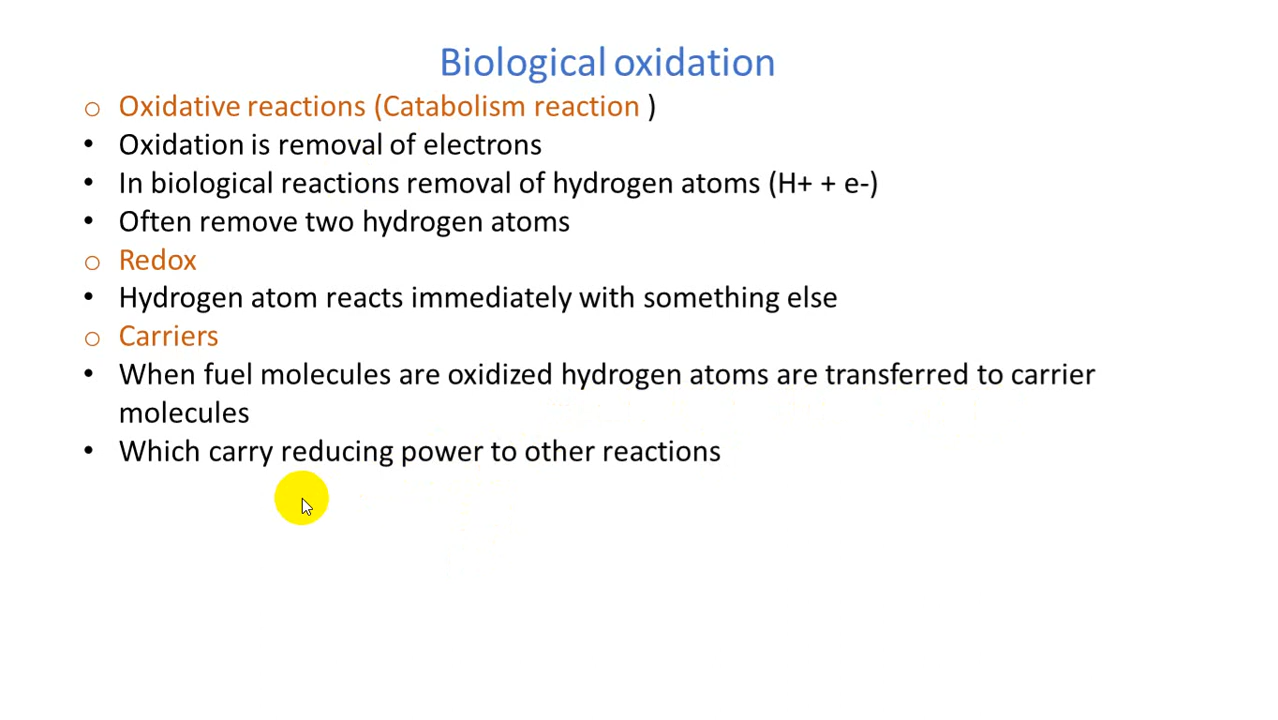 Biological oxidation
o Oxidative reactions (Catabolism reaction )
• Oxidation is removal of electrons
• In biological reactions removal of hydrogen atoms (H+ + e-)
• Often remove two hydrogen atoms
o Redox
• Hydrogen atom reacts immediately with something else
o Carriers
• When fuel molecules are oxidized hydrogen atoms are transferred to carrier
molecules
• Which carry reducing power to other reactions